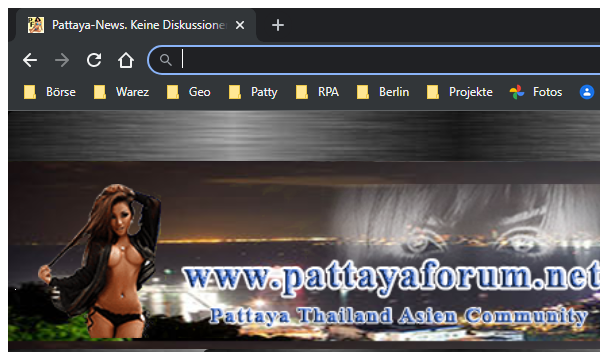 Pattaya-News. Keine Diskussione
Börse Warez Geo Patty RPA Berlin Projekte Fotos
www.pattayaforum.net
Pattaya Thailand Asien Community